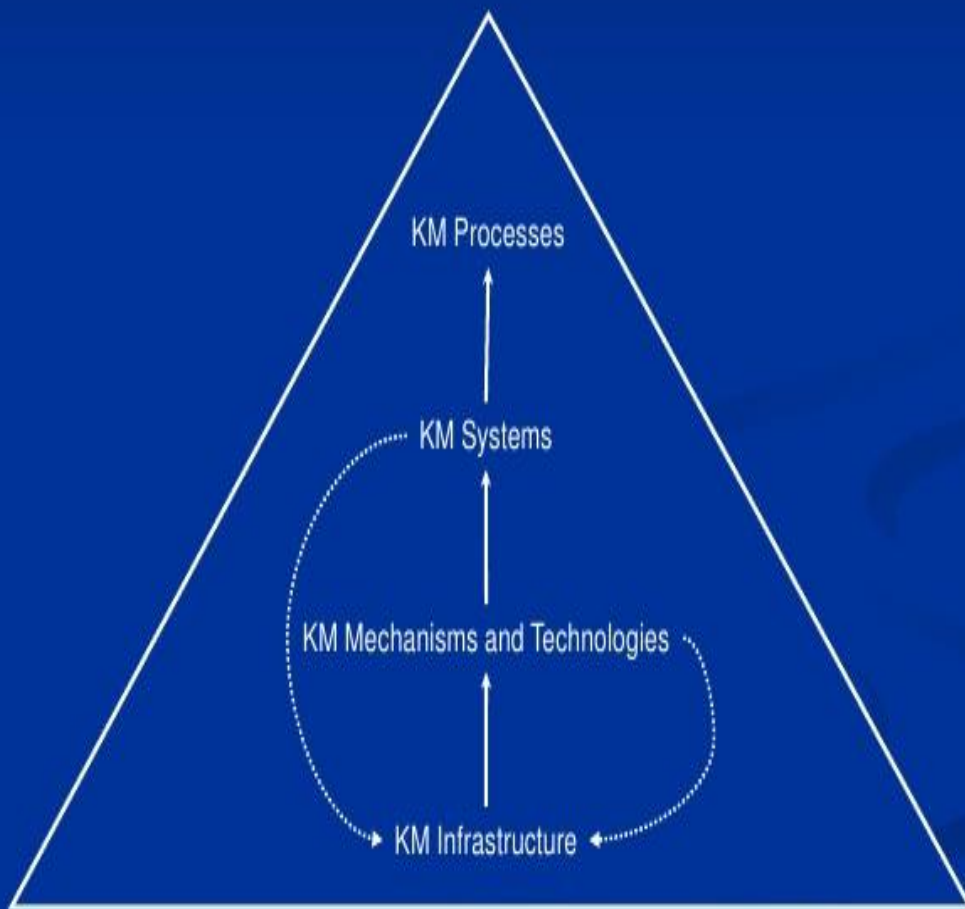 KM Processes
KM Systems
KM Mechanisms and Technologies
KM Infrastructure